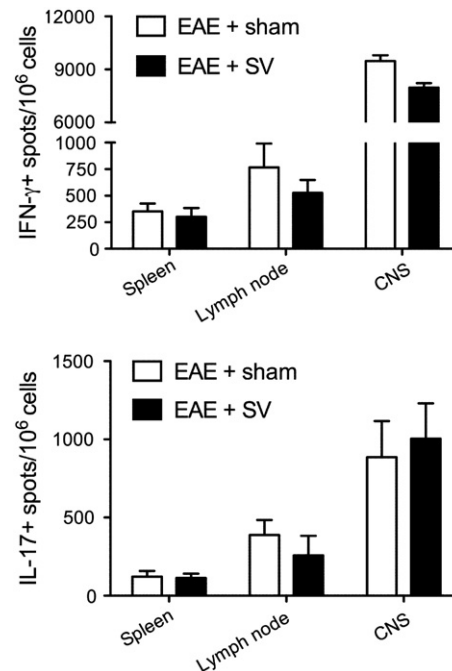 EAE + sham
EAE + SV
IFN-γ+ spots/10⁶ cells
12000
9000
6000
1000
750
500
250
0
Spleen
Lymph node
CNS
EAE + sham
EAE + SV
IL-17+ spots/10⁶ cells
1500
1000
500
0
Spleen
Lymph node
CNS